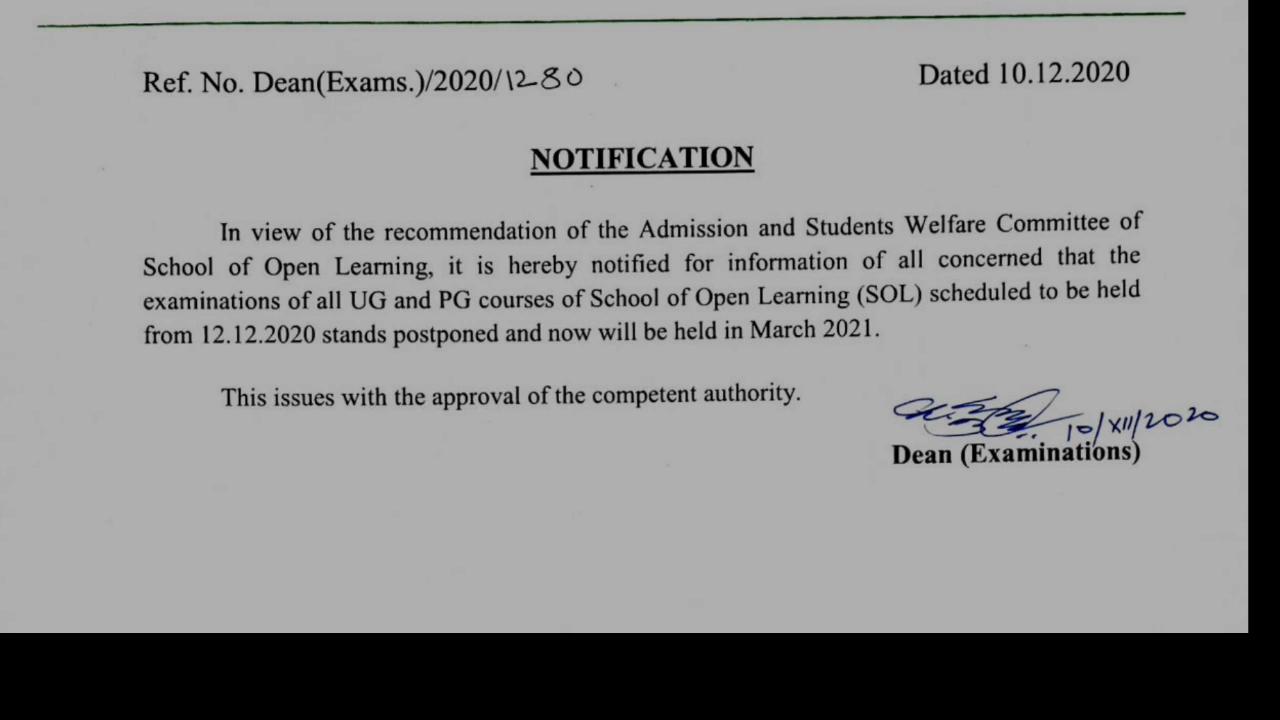 Ref. No. Dean(Exams.)/2020/1280
Dated 10.12.2020
NOTIFICATION
In view of the recommendation of the Admission and Students Welfare Committee of
School of Open Learning, it is hereby notified for information of all concerned that the
examinations of all UG and PG courses of School of Open Learning (SOL) scheduled to be held
from 12.12.2020 stands postponed and now will be held in March 2021.
This issues with the approval of the competent authority.
10/XII/2020
Dean (Examinations)